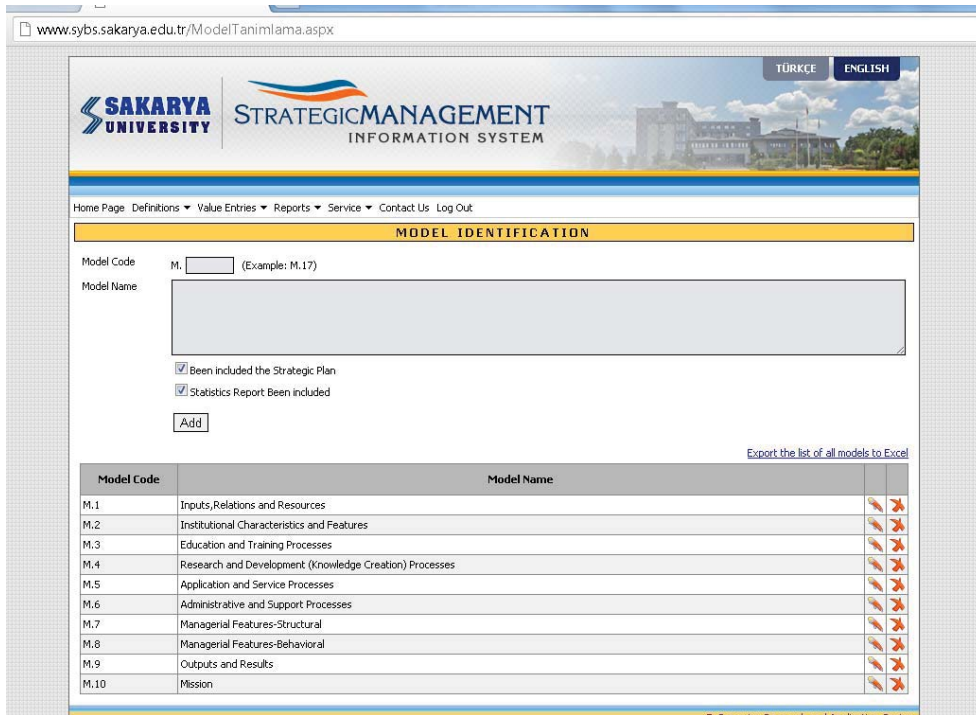 www.sybs.sakarya.edu.tr/ModelTanimlama.aspx
TÜRKÇE ENGLISH
SAKARYA
UNIVERSITY
STRATEGICMANAGEMENT
INFORMATION SYSTEM
Home Page Definitions Value Entries Reports Service Contact Us Log Out
MODEL IDENTIFICATION
Model Code M. (Example: M.17)
Model Name
Been included the Strategic Plan
Statistics Report Been included
Add
Export the list of all models to Excel
Model Code Model Name
M.1 Inputs,Relations and Resources
M.2 Institutional Characteristics and Features
M.3 Education and Training Processes
M.4 Research and Development (Knowledge Creation) Processes
M.5 Application and Service Processes
M.6 Administrative and Support Processes
M.7 Managerial Features-Structural
M.8 Managerial Features-Behavioral
M.9 Outputs and Results
M.10 Mission